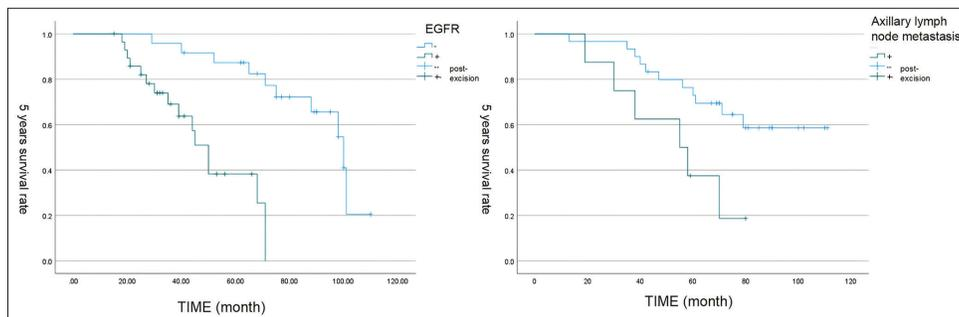 EGFR
-
+
-- post-
+ excision
1.0
0.8
0.6
0.4
0.2
0.0
5 years survival rate
.00 20.00 40.00 60.00 80.00 100.00 120.00
TIME (month)
Axillary lymph
node metastasis
+
-- post-
+ excision
1.0
0.8
0.6
0.4
0.2
0.0
5 years survival rate
0 20 40 60 80 100 120
TIME (month)